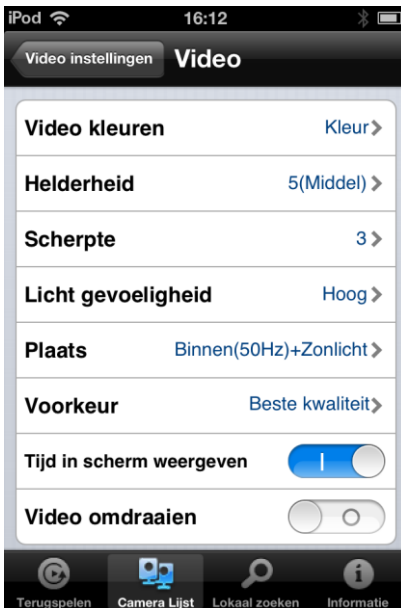 iPod 16:12
Video instellingen Video
Video kleuren Kleur
Helderheid 5(Middel)
Scherpte 3
Licht gevoeligheid Hoog
Plaats Binnen(50Hz)+Zonlicht
Voorkeur Beste kwaliteit
Tijd in scherm weergeven
Video omdraaien
Terugspelen Camera Lijst Lokaal zoeken Informatie